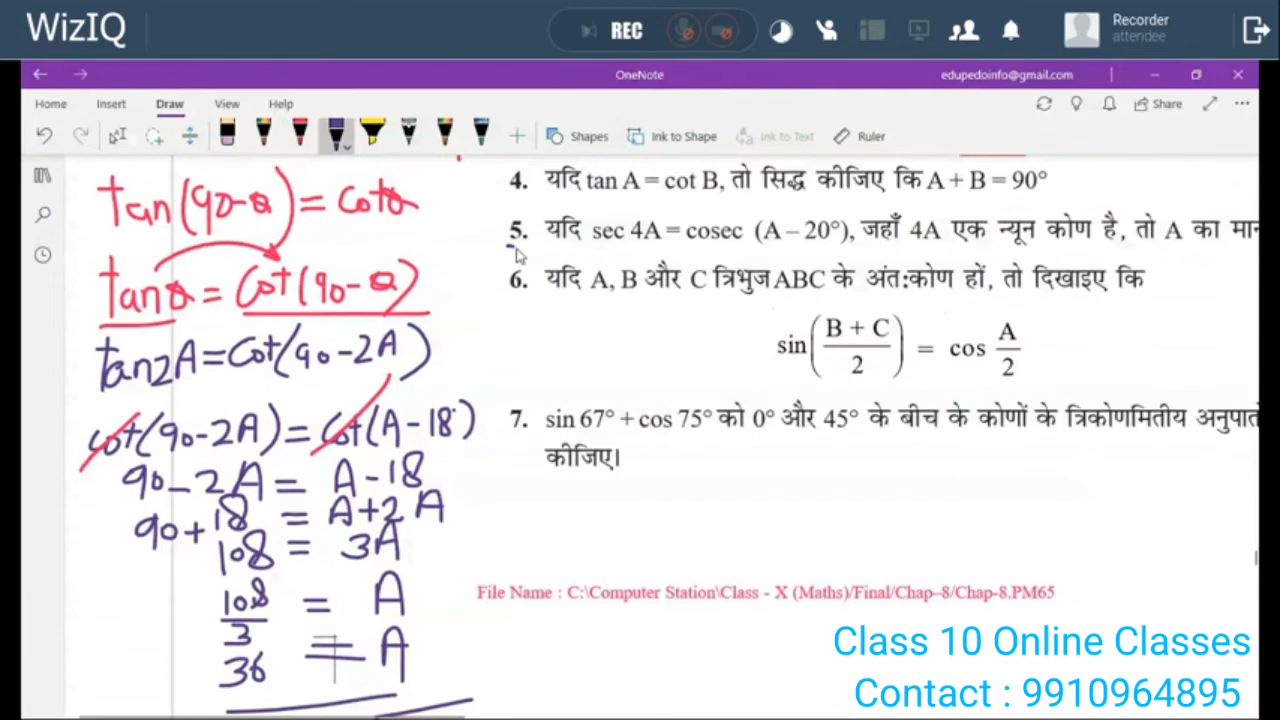 WizIQ
REC
Recorder
attendee
OneNote
edupedoinfo@gmail.com
Home Insert Draw View Help
Share
Shapes Ink to Shape Ink to Text Ruler
tan(90-θ) = cotθ
tanθ = cot(90-θ)
tan2A = cot(90-2A)
cot(90-2A) = cot(A-18°)
90-2A = A-18
90+18 = A+2A
108 = 3A
108/3 = A
36 = A
4. यदि tan A = cot B, तो सिद्ध कीजिए कि A + B = 90°
5. यदि sec 4A = cosec (A – 20°), जहाँ 4A एक न्यून कोण है, तो A का मान
6. यदि A, B और C त्रिभुज ABC के अंत:कोण हों, तो दिखाइए कि
sin((B + C)/2) = cos A/2
7. sin 67° + cos 75° को 0° और 45° के बीच के कोणों के त्रिकोणमितीय अनुपात
कीजिए।
File Name : C:\Computer Station\Class - X (Maths)/Final/Chap–8/Chap-8.PM65
Class 10 Online Classes
Contact : 9910964895